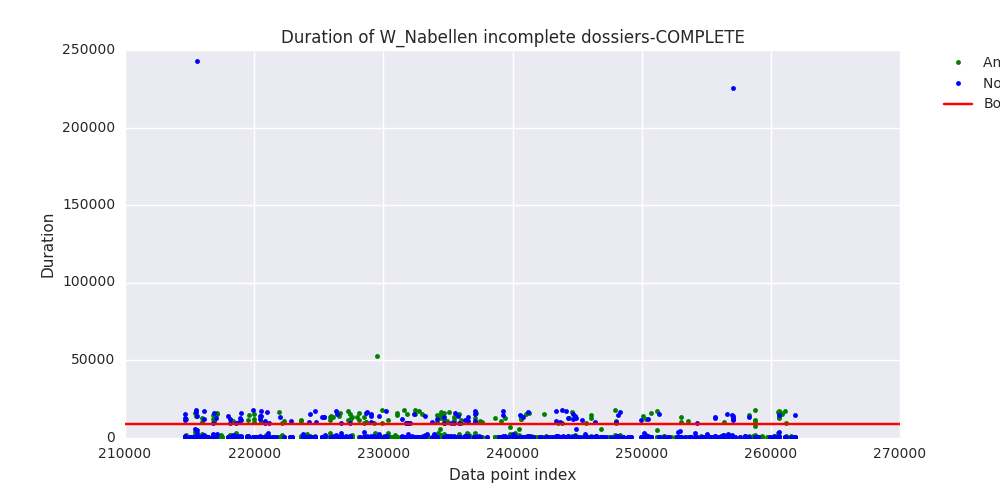 Duration of W_Nabellen incomplete dossiers-COMPLETE
250000
200000
150000
100000
50000
0
Duration
210000 220000 230000 240000 250000 260000 270000
Data point index
An
No
Bo